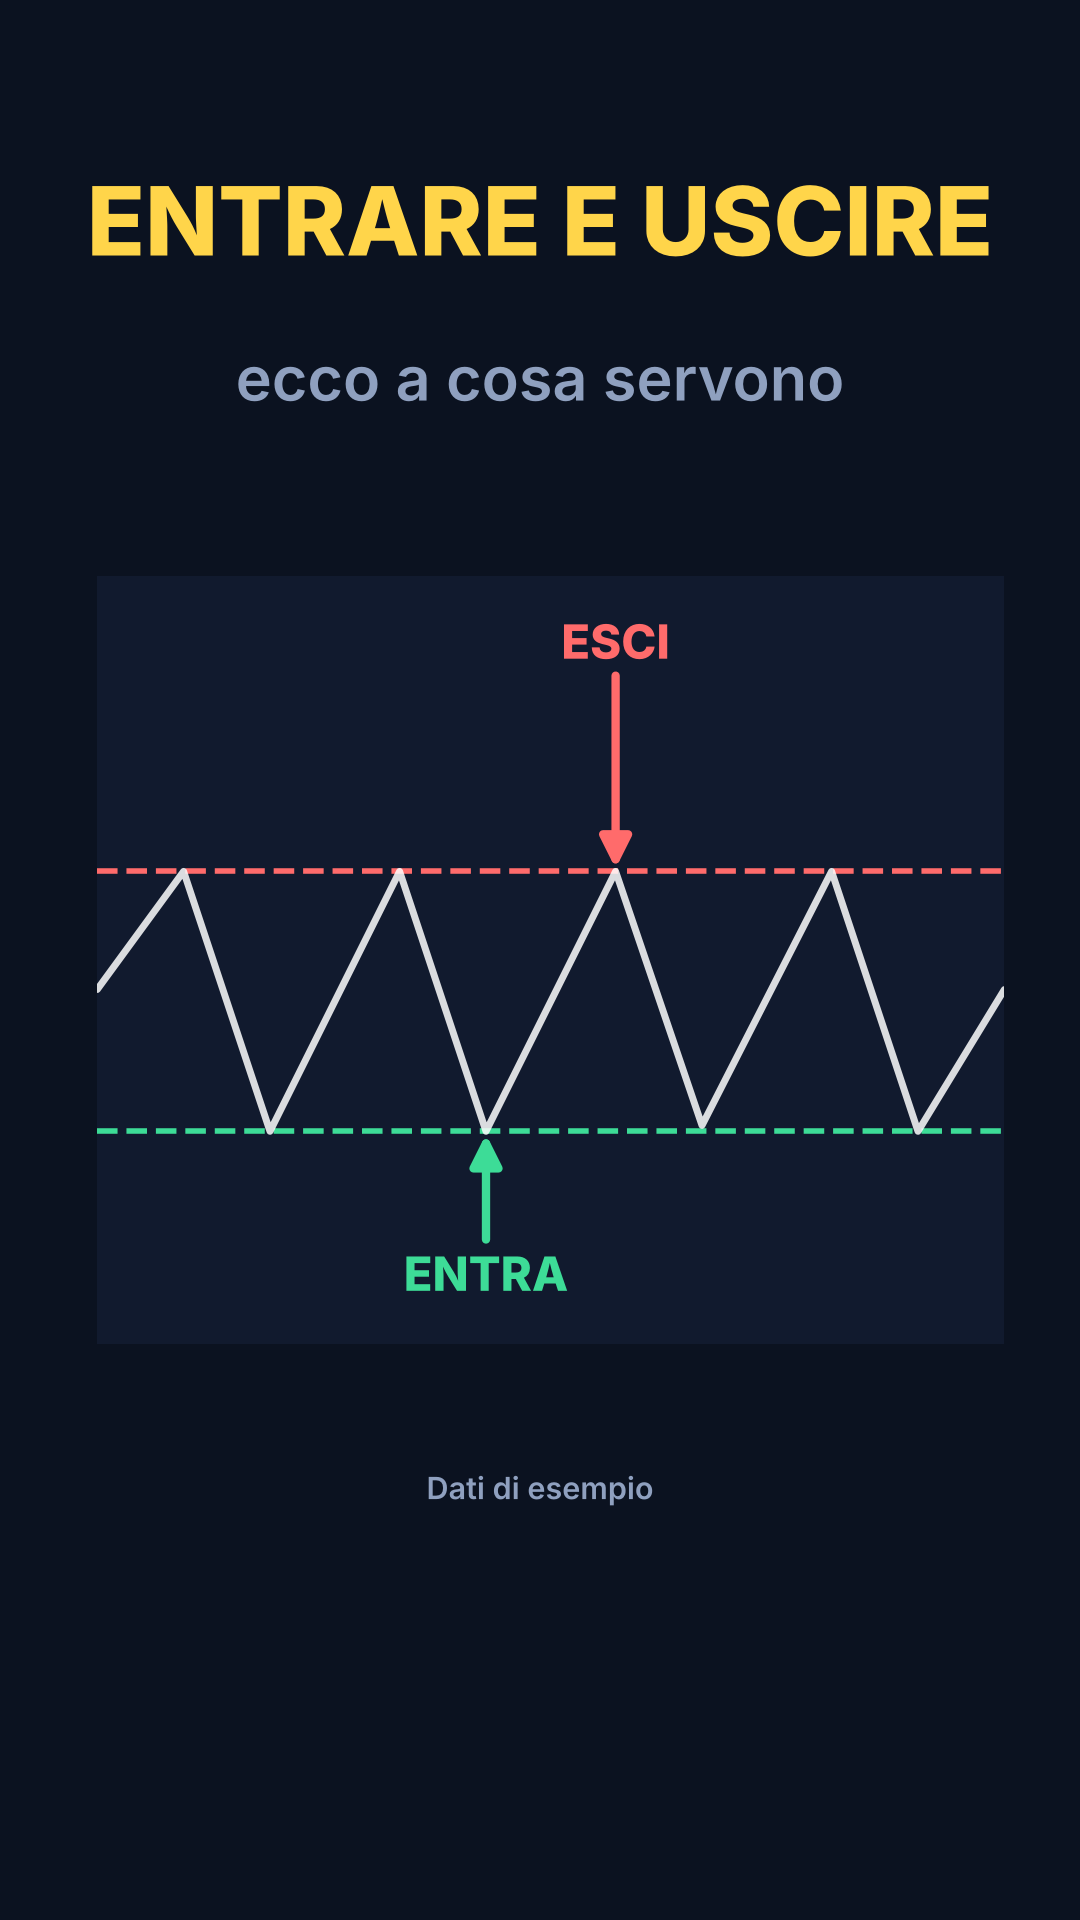 ENTRARE E USCIRE
ecco a cosa servono
ESCI
ENTRA
Dati di esempio